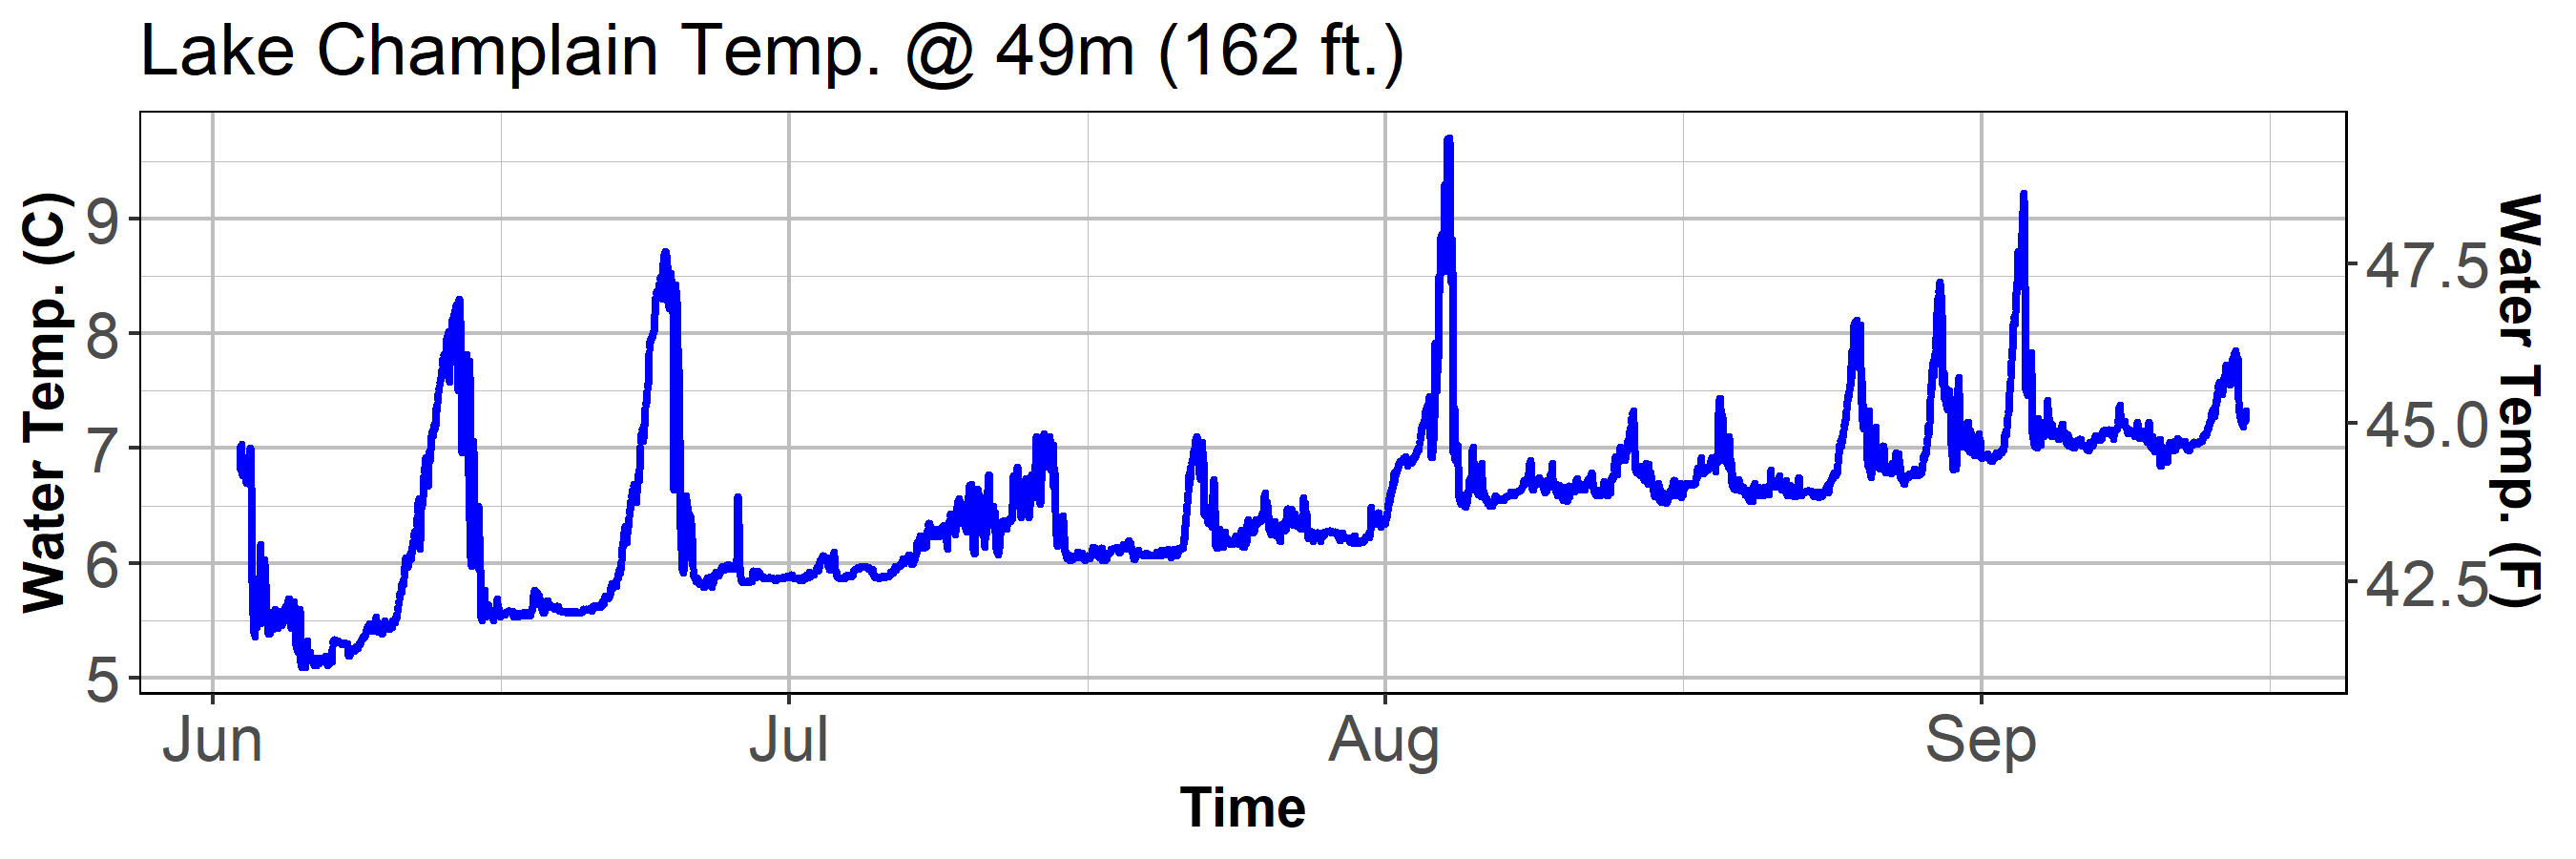 Lake Champlain Temp. @ 49m (162 ft.)
Water Temp. (C)
9
8
7
6
5
47.5
45.0
42.5
Water Temp. (F)
Jun Jul Aug Sep
Time